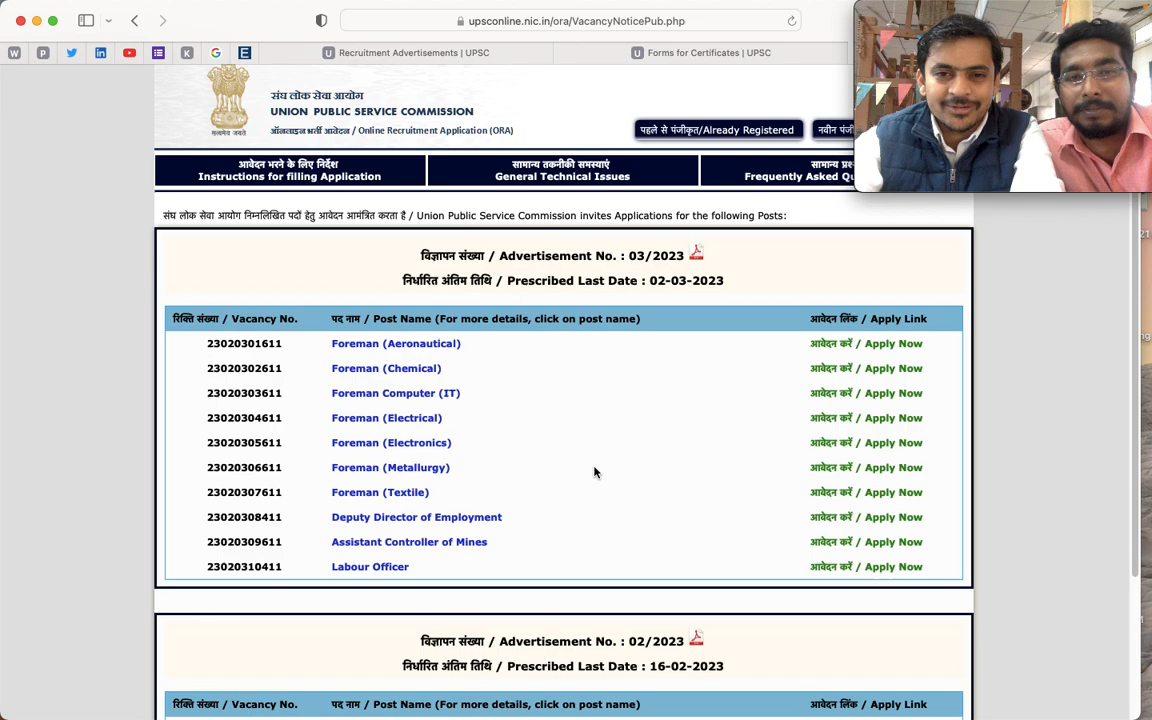 upsconline.nic.in/ora/VacancyNoticePub.php
Recruitment Advertisements | UPSC
Forms for Certificates | UPSC
सत्यमेव जयते
संघ लोक सेवा आयोग
UNION PUBLIC SERVICE COMMISSION
ऑनलाइन भर्ती आवेदन / Online Recruitment Application (ORA)
पहले से पंजीकृत/Already Registered
नवीन पंजी
आवेदन भरने के लिए निर्देश
Instructions for filling Application
सामान्य तकनीकी समस्याएं
General Technical Issues
सामान्य प्रश
Frequently Asked Qu
संघ लोक सेवा आयोग निम्नलिखित पदों हेतु आवेदन आमंत्रित करता है / Union Public Service Commission invites Applications for the following Posts:
विज्ञापन संख्या / Advertisement No. : 03/2023
निर्धारित अंतिम तिथि / Prescribed Last Date : 02-03-2023
रिक्ति संख्या / Vacancy No. पद नाम / Post Name (For more details, click on post name) आवेदन लिंक / Apply Link
23020301611 Foreman (Aeronautical) आवेदन करें / Apply Now
23020302611 Foreman (Chemical) आवेदन करें / Apply Now
23020303611 Foreman Computer (IT) आवेदन करें / Apply Now
23020304611 Foreman (Electrical) आवेदन करें / Apply Now
23020305611 Foreman (Electronics) आवेदन करें / Apply Now
23020306611 Foreman (Metallurgy) आवेदन करें / Apply Now
23020307611 Foreman (Textile) आवेदन करें / Apply Now
23020308411 Deputy Director of Employment आवेदन करें / Apply Now
23020309611 Assistant Controller of Mines आवेदन करें / Apply Now
23020310411 Labour Officer आवेदन करें / Apply Now
विज्ञापन संख्या / Advertisement No. : 02/2023
निर्धारित अंतिम तिथि / Prescribed Last Date : 16-02-2023
रिक्ति संख्या / Vacancy No. पद नाम / Post Name (For more details, click on post name) आवेदन लिंक / Apply Link